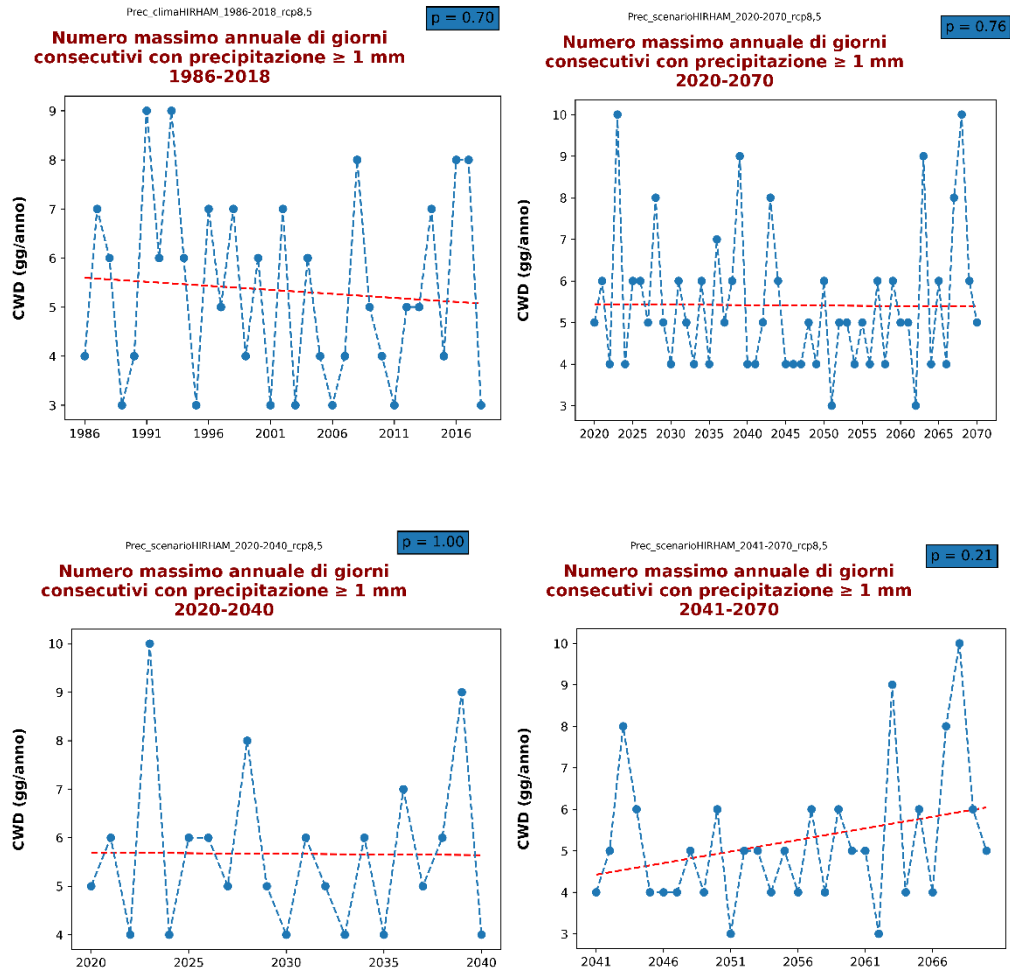 Prec_climaHIRHAM_1986-2018_rcp8,5
p = 0.70
Numero massimo annuale di giorni
consecutivi con precipitazione ≥ 1 mm
1986-2018
CWD (gg/anno)
9
8
7
6
5
4
3
1986 1991 1996 2001 2006 2011 2016
Prec_scenarioHIRHAM_2020-2070_rcp8,5
p = 0.76
Numero massimo annuale di giorni
consecutivi con precipitazione ≥ 1 mm
2020-2070
CWD (gg/anno)
10
9
8
7
6
5
4
3
2020 2025 2030 2035 2040 2045 2050 2055 2060 2065 2070
Prec_scenarioHIRHAM_2020-2040_rcp8,5
p = 1.00
Numero massimo annuale di giorni
consecutivi con precipitazione ≥ 1 mm
2020-2040
CWD (gg/anno)
10
9
8
7
6
5
4
2020 2025 2030 2035 2040
Prec_scenarioHIRHAM_2041-2070_rcp8,5
p = 0.21
Numero massimo annuale di giorni
consecutivi con precipitazione ≥ 1 mm
2041-2070
CWD (gg/anno)
10
9
8
7
6
5
4
3
2041 2046 2051 2056 2061 2066